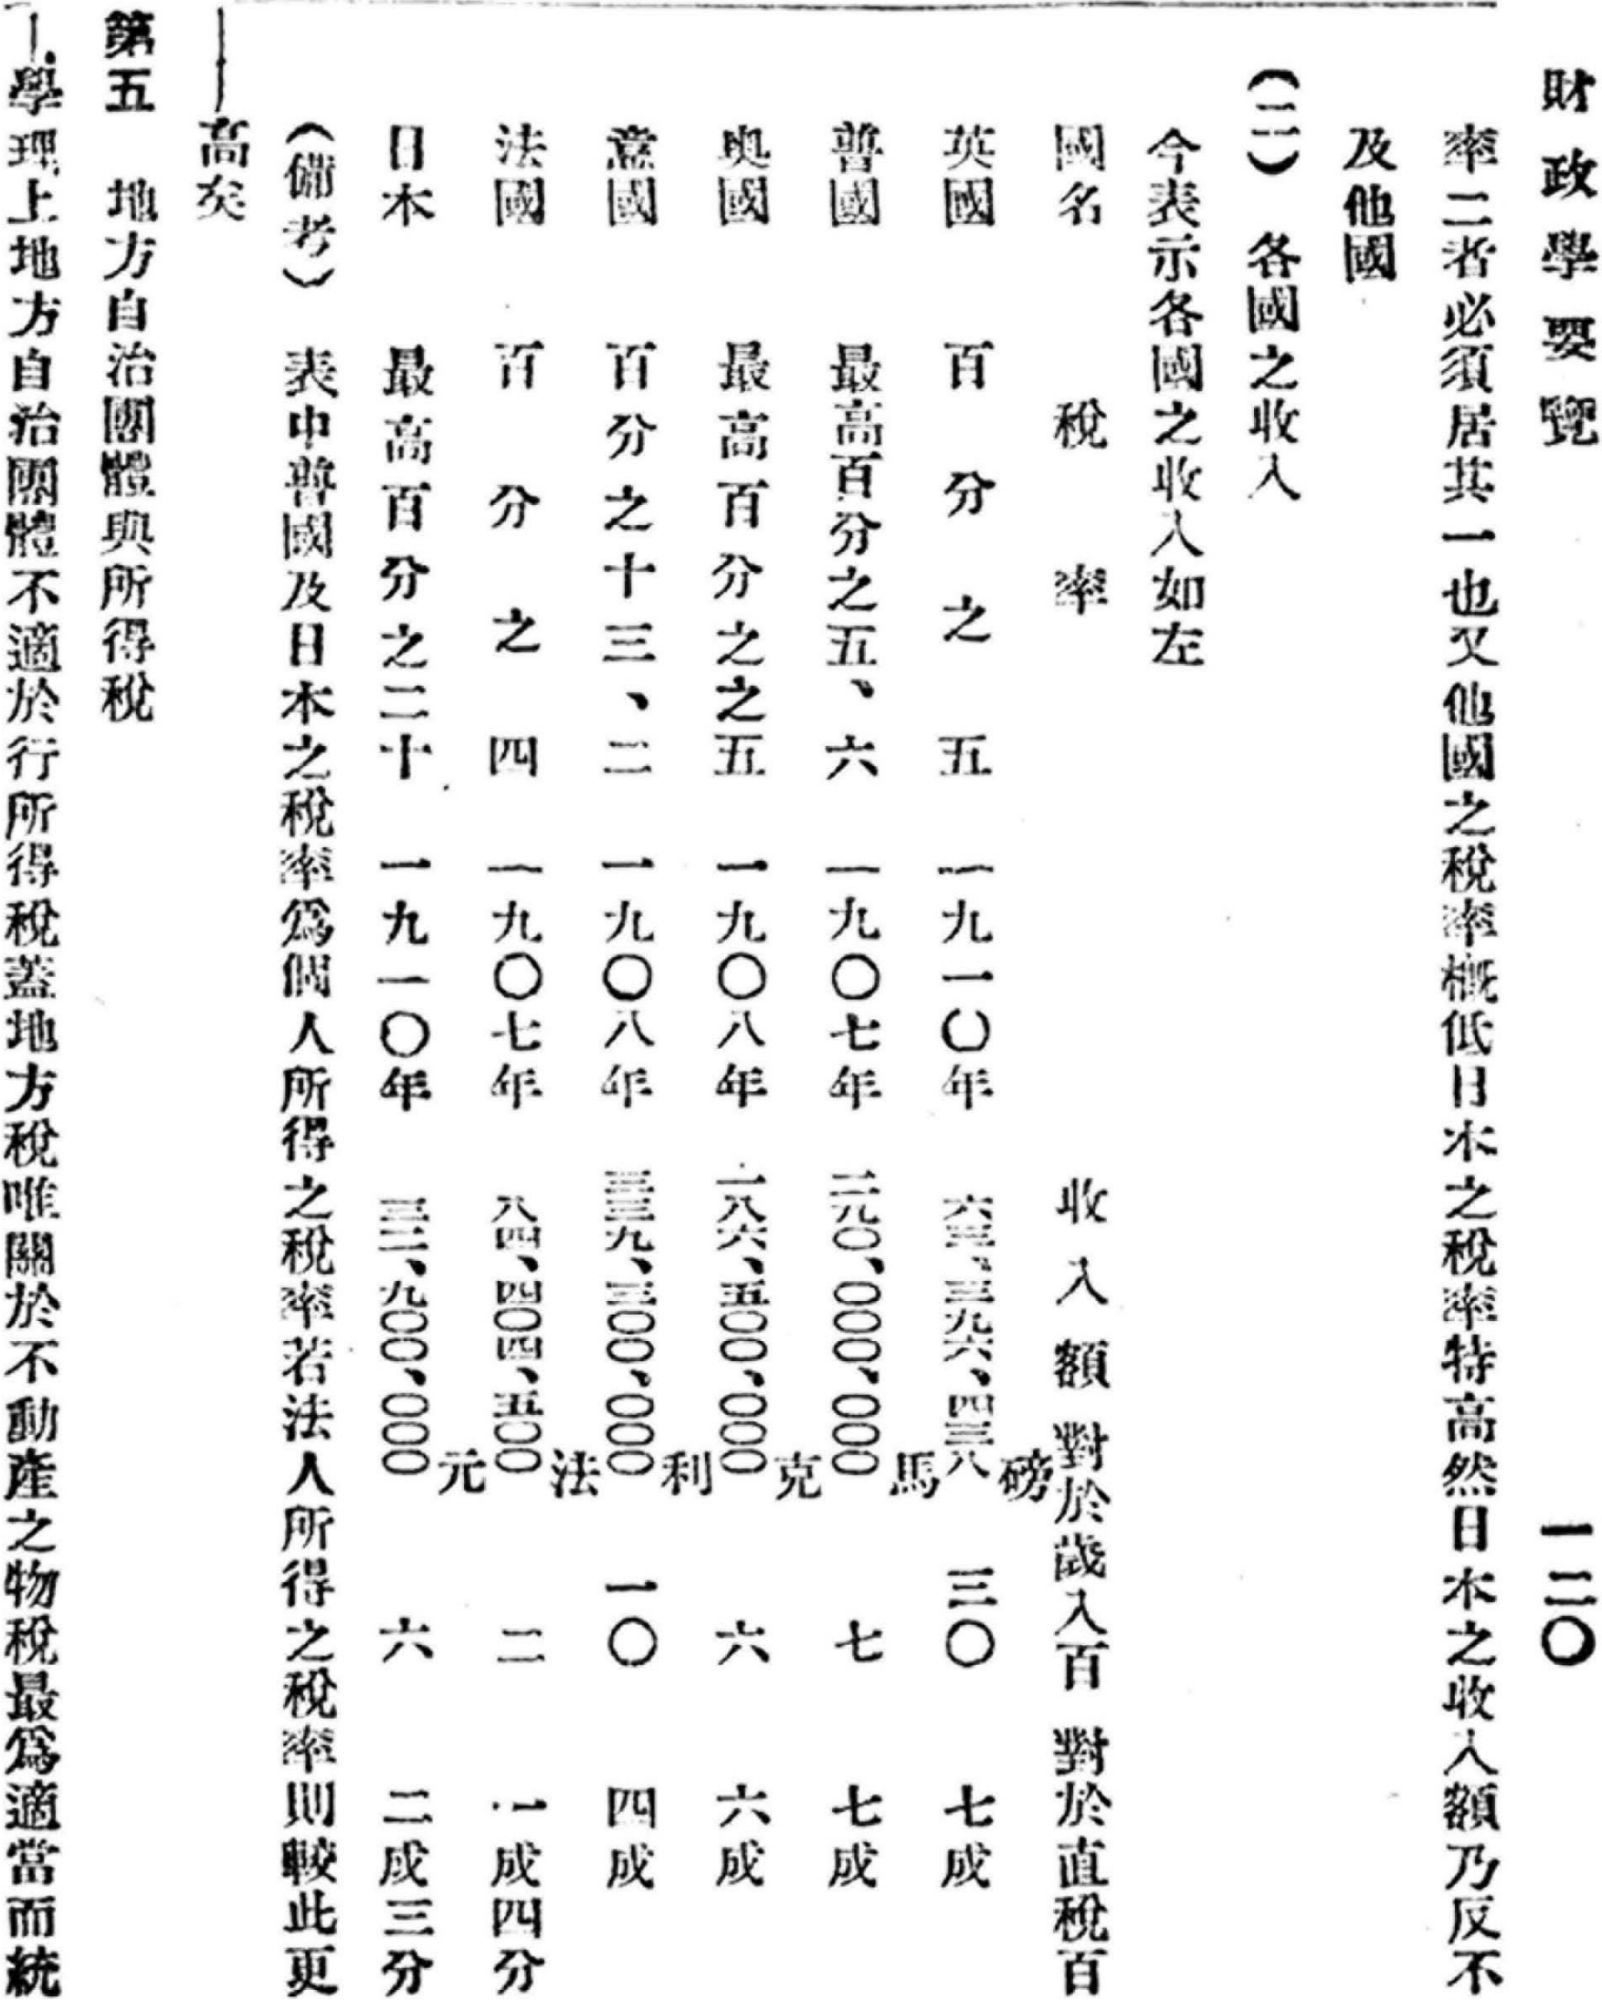 財政學要覽 一二〇
率二者必須居其一也又他國之稅率概低日本之稅率特高然日本之收入額乃反不
及他國
(二) 各國之收入
今表示各國之收入如左
國名 稅率 收入額 對於歲入百 對於直稅百
英國 百分之五 一九一〇年 六三、三九六、四三八磅 三〇 七成
普國 最高百分之五、六 一九〇七年 二九〇、〇〇〇、〇〇〇馬 七 七成
奧國 最高百分之之五 一九〇八年 一八六、五〇〇、〇〇〇克 六 六成
意國 百分之十三、二 一九〇八年 三三九、三〇〇、〇〇〇利 一〇 四成
法國 百分之四 一九〇七年 八四、四〇四、五〇〇法 二 一成四分
日本 最高百分之二十 一九一〇年 三二、九〇〇、〇〇〇元 六 二成三分
(備考) 表中普國及日本之稅率爲個人所得之稅率若法人所得之稅率則較此更
高矣
第五 地方自治團體與所得稅
學理上地方自治團體不適於行所得稅蓋地方稅唯關於不動產之物稅最爲適當而統